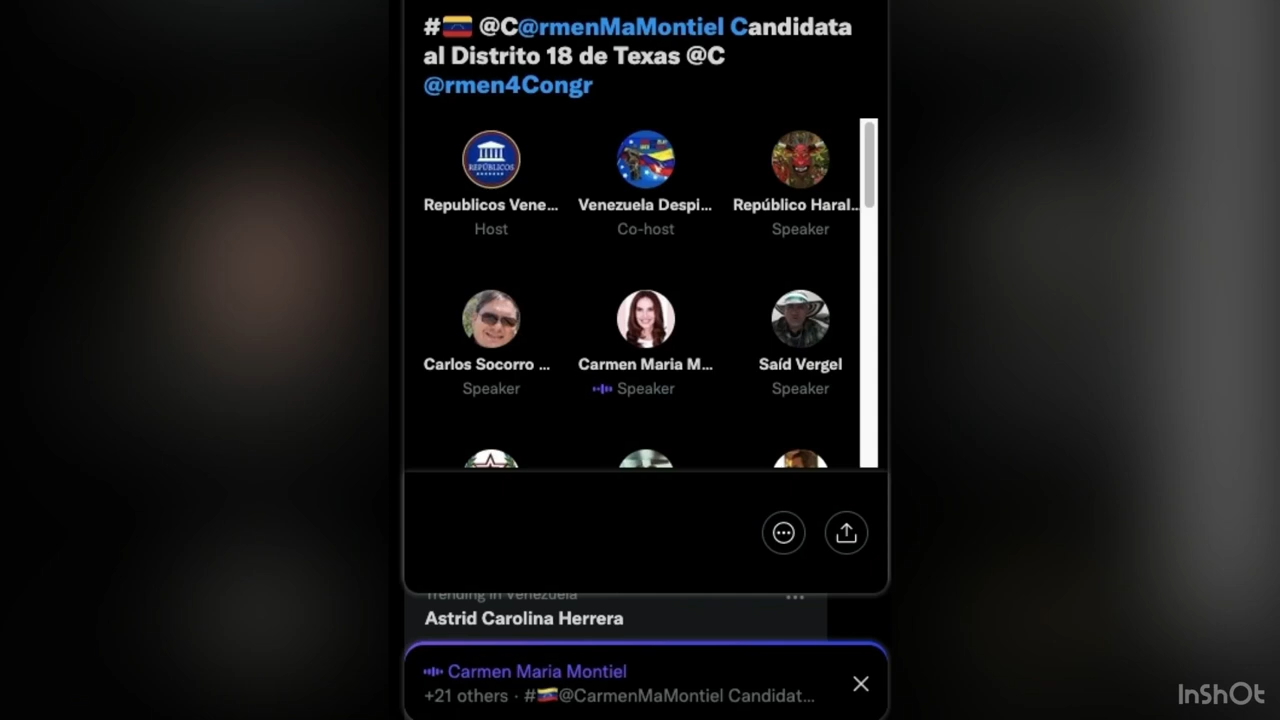 #🇻🇪 @C@rmenMaMontiel Candidata
al Distrito 18 de Texas @C
@rmen4Congr
REPÚBLICOS
Republicos Vene... Venezuela Despi... Repúblico Haral...
Host Co-host Speaker
Carlos Socorro ... Carmen Maria M... Saíd Vergel
Speaker Speaker Speaker
Trending in Venezuela
Astrid Carolina Herrera
Carmen Maria Montiel
+21 others · #🇻🇪@CarmenMaMontiel Candidat...
InShOt